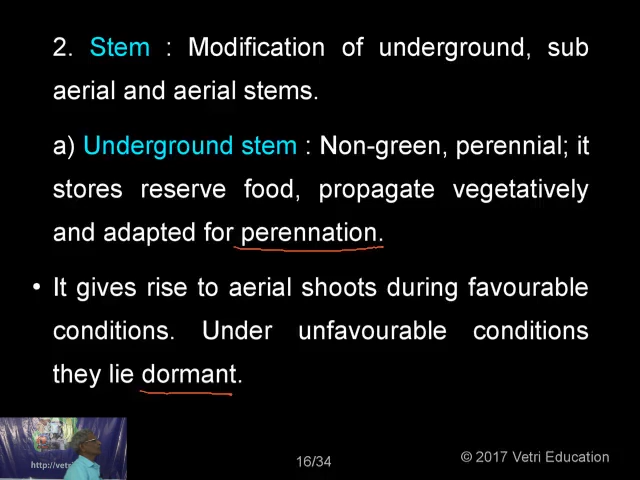 2. Stem : Modification of underground, sub
aerial and aerial stems.
a) Underground stem : Non-green, perennial; it
stores reserve food, propagate vegetatively
and adapted for perennation.
• It gives rise to aerial shoots during favourable
conditions. Under unfavourable conditions
they lie dormant.
http://vet
16/34
© 2017 Vetri Education